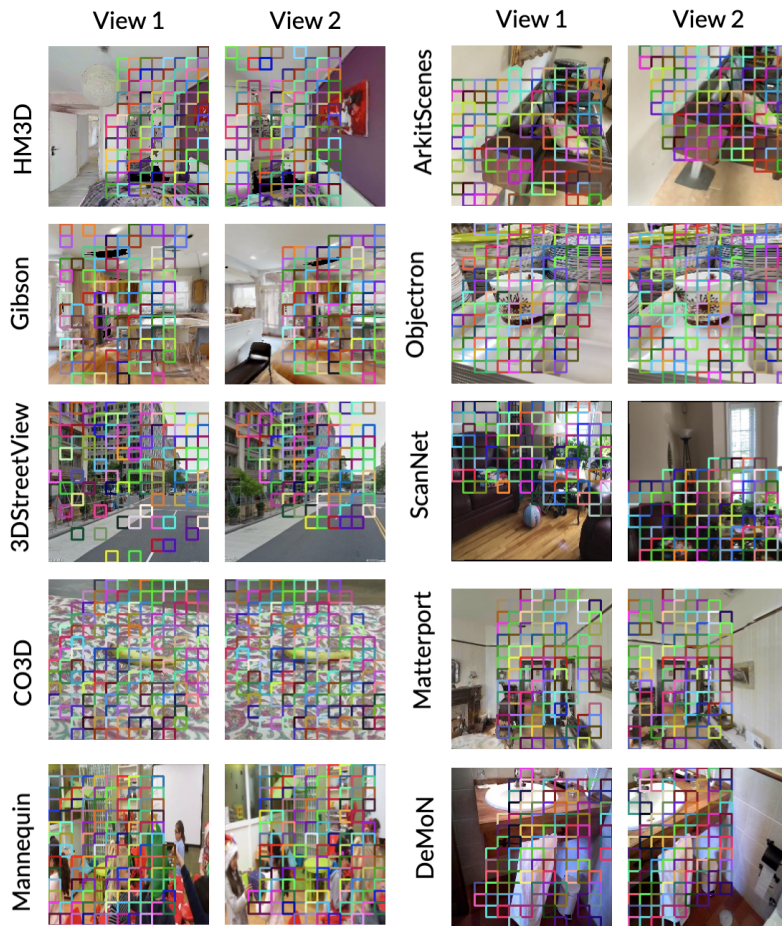 View 1 View 2 View 1 View 2
HM3D
ArkitScenes
Gibson
Objectron
3DStreetView
ScanNet
CO3D
Matterport
Mannequin
DeMoN